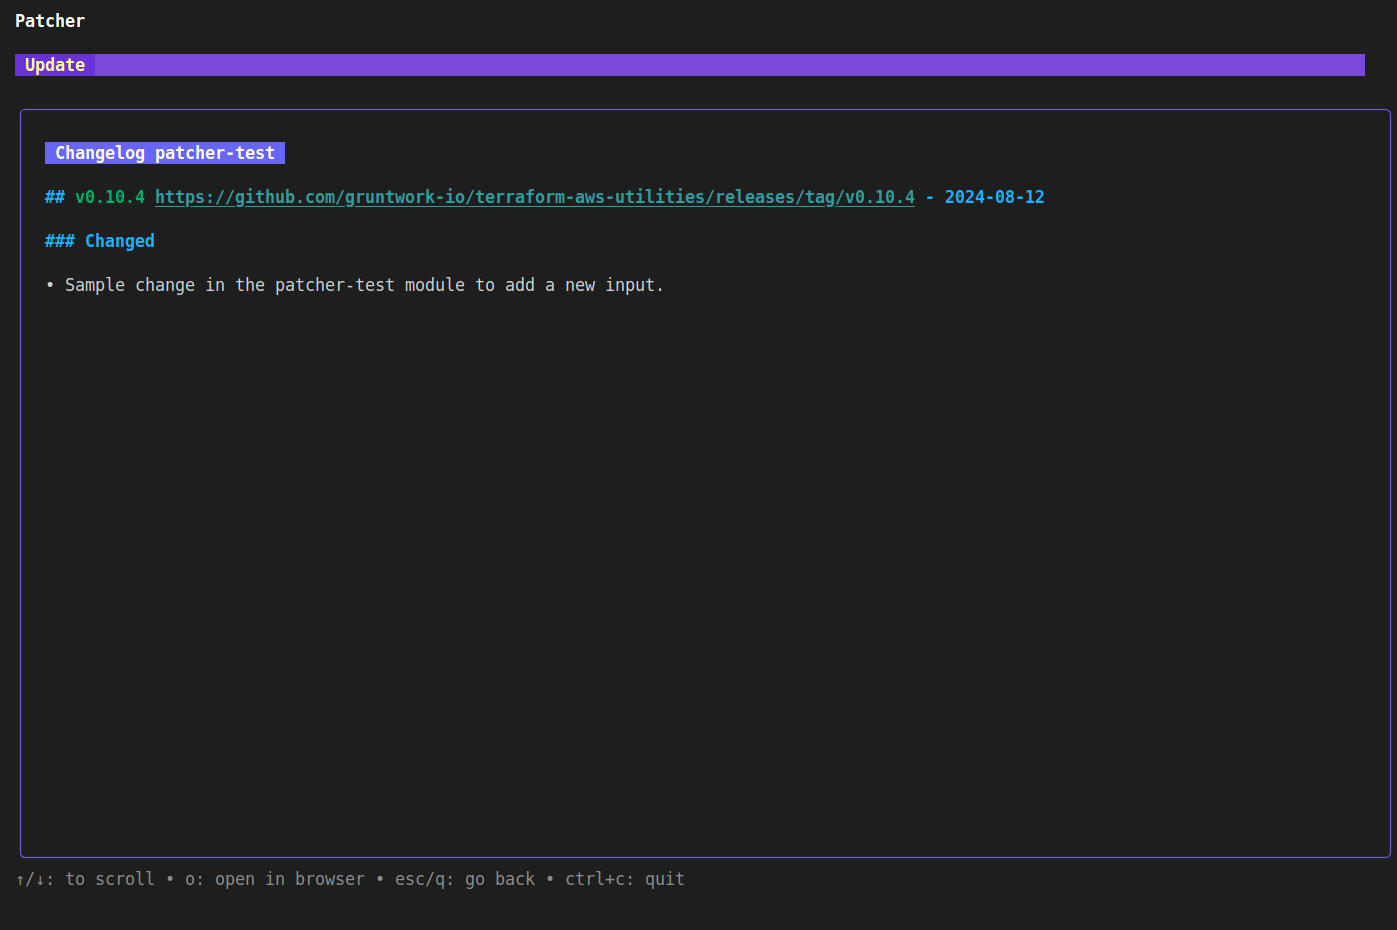 Patcher
Update
Changelog patcher-test
## v0.10.4 https://github.com/gruntwork-io/terraform-aws-utilities/releases/tag/v0.10.4 - 2024-08-12
### Changed
• Sample change in the patcher-test module to add a new input.
↑/↓: to scroll • o: open in browser • esc/q: go back • ctrl+c: quit